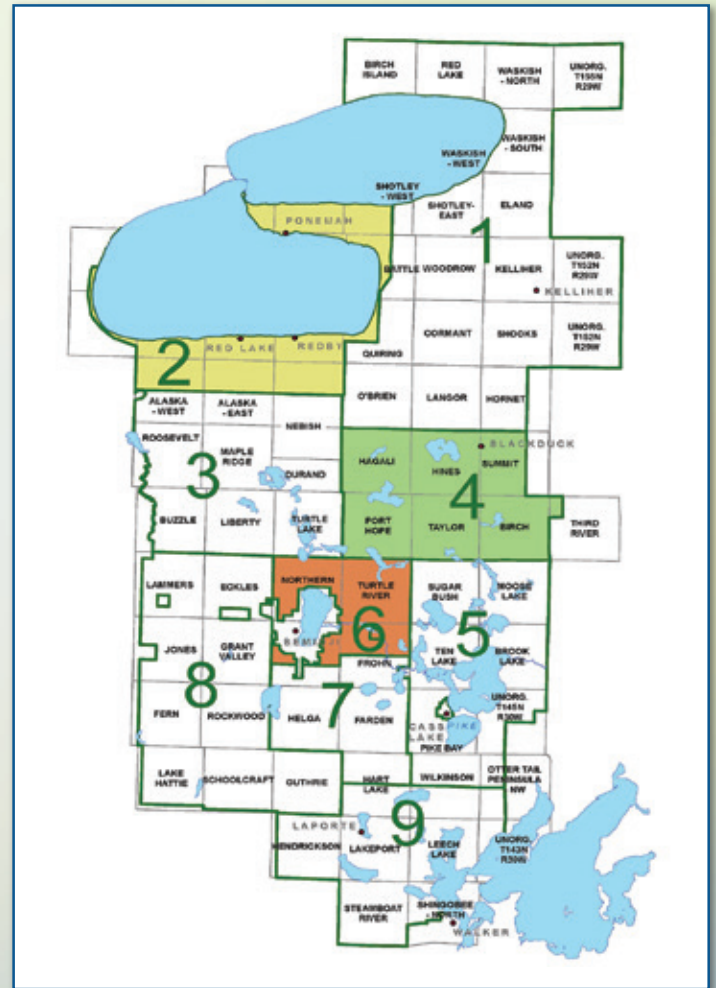 BIRCH
ISLAND
RED
LAKE
WASKISH
- NORTH
UNORG.
T155N
R29W
WASKISH
- SOUTH
WASKISH
- WEST
SHOTLEY
- WEST
SHOTLEY-
EAST
ELAND
1
PONEMAH
BATTLE
WOODROW
KELLIHER
UNORG.
T152N
R29W
KELLIHER
CORMANT
SHOOKS
UNORG.
T152N
R29W
QUIRING
RED LAKE
REDBY
2
ALASKA
- WEST
ALASKA
- EAST
O'BRIEN
LANGOR
HORNET
NEBISH
ROOSEVELT
MAPLE
RIDGE
DURAND
3
HAGALI
HINES
SUMMIT
BLACKDUCK
4
BUZZLE
LIBERTY
TURTLE
LAKE
PORT
HOPE
TAYLOR
BIRCH
THIRD
RIVER
LAMMERS
ECKLES
NORTHERN
TURTLE
RIVER
SUGAR
BUSH
MOOSE
LAKE
6
5
BEMIDJI
JONES
GRANT
VALLEY
FROHN
TEN
LAKE
BROOK
LAKE
8
7
FERN
ROCKWOOD
HELGA
FARDEN
CASS
LAKE
PIKE
PIKE BAY
UNORG.
T145N
R30W
LAKE
HATTIE
SCHOOLCRAFT
GUTHRIE
HART
LAKE
WILKINSON
OTTER TAIL
PENINSULA
NW
9
LAPORTE
HENDRICKSON
LAKEPORT
LEECH
LAKE
UNORG.
T143N
R30W
STEAMBOAT
RIVER
SHINGOBEE
- NORTH
WALKER